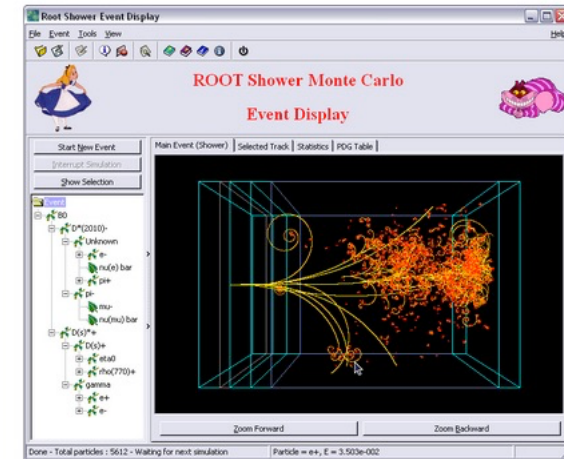 Root Shower Event Display
File Event Tools View Help
ROOT Shower Monte Carlo
Event Display
Start New Event
Interrupt Simulation
Show Selection
Main Event (Shower) Selected Track Statistics PDG Table
Event
B0
D*(2010)-
Unknown
e-
nu(e) bar
pi+
pi-
mu-
nu(mu) bar
D(s)*+
D(s)+
eta0
rho(770)+
gamma
e+
e-
Zoom Forward Zoom Backward
Done - Total particles : 5612 - Waiting for next simulation Particle = e+, E = 3.503e-002